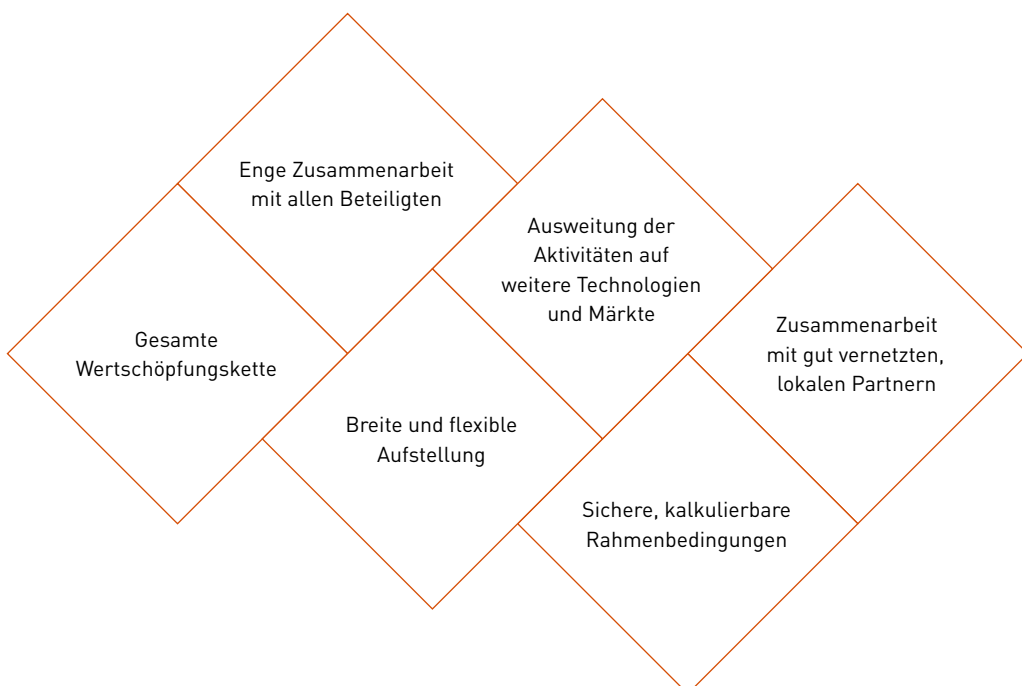 Enge Zusammenarbeit
mit allen Beteiligten
Ausweitung der
Aktivitäten auf
weitere Technologien
und Märkte
Gesamte
Wertschöpfungskette
Zusammenarbeit
mit gut vernetzten,
lokalen Partnern
Breite und flexible
Aufstellung
Sichere, kalkulierbare
Rahmenbedingungen